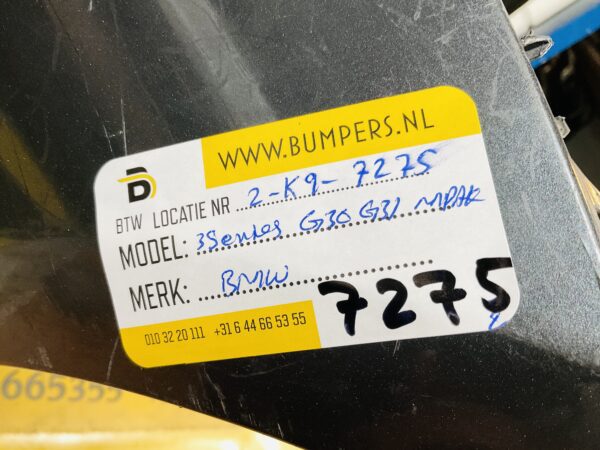 WWW.BUMPERS.NL
D
BTW LOCATIE NR 2-K9-7275
MODEL: 3Series G30 G31 MPAK
MERK: BMW
010 32 20 111 +31 6 44 66 53 55
7275
665355